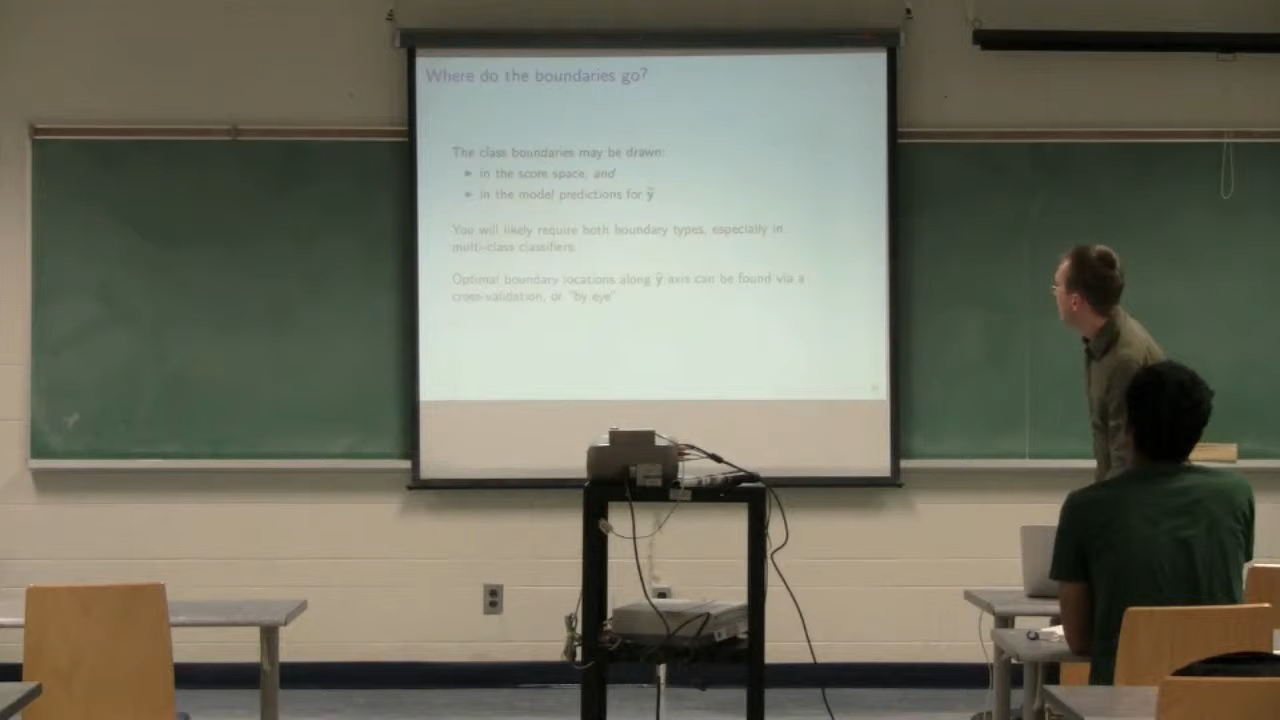 Where do the boundaries go?
The class boundaries may be drawn:
► in the score space, and
► in the model predictions for ŷ
You will likely require both boundary types, especially in
multi-class classifiers.
Optimal boundary locations along ŷ axis can be found via a
cross-validation, or "by eye"